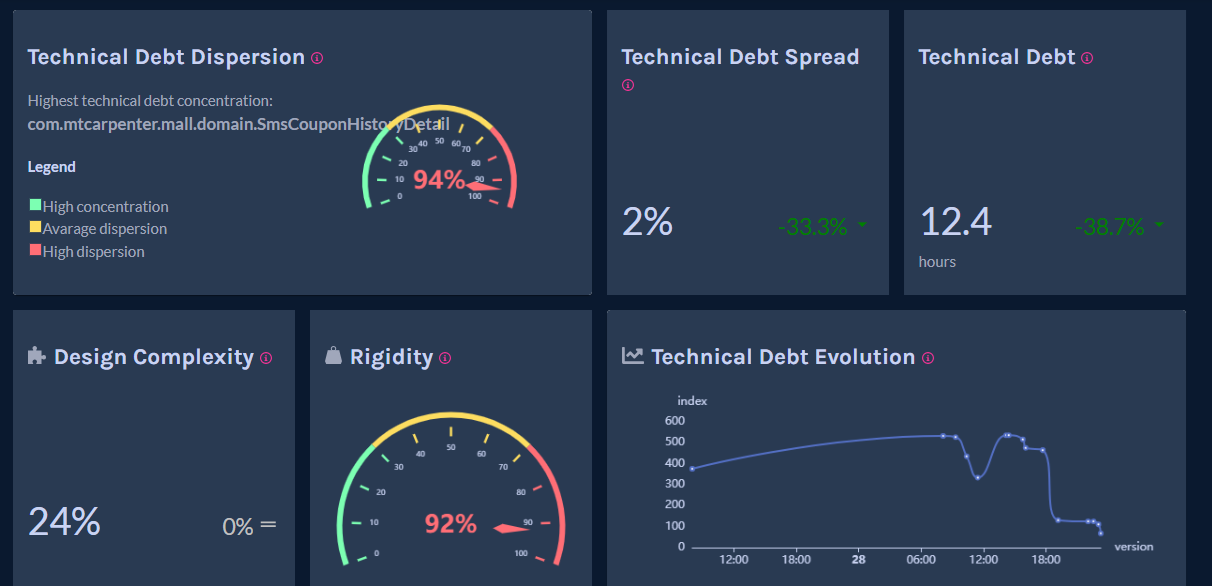 Technical Debt Dispersion
Highest technical debt concentration:
com.mtcarpenter.mall.domain.SmsCouponHistoryDetail
Legend
High concentration
Avarage dispersion
High dispersion
0
10
20
30
40
50
60
70
80
90
100
94%
Technical Debt Spread
2%
-33.3%
Technical Debt
12.4
-38.7%
hours
Design Complexity
24%
0% =
Rigidity
0
10
20
30
40
50
60
70
80
90
100
92%
Technical Debt Evolution
index
600
500
400
300
200
100
0
version
12:00 18:00 28 06:00 12:00 18:00